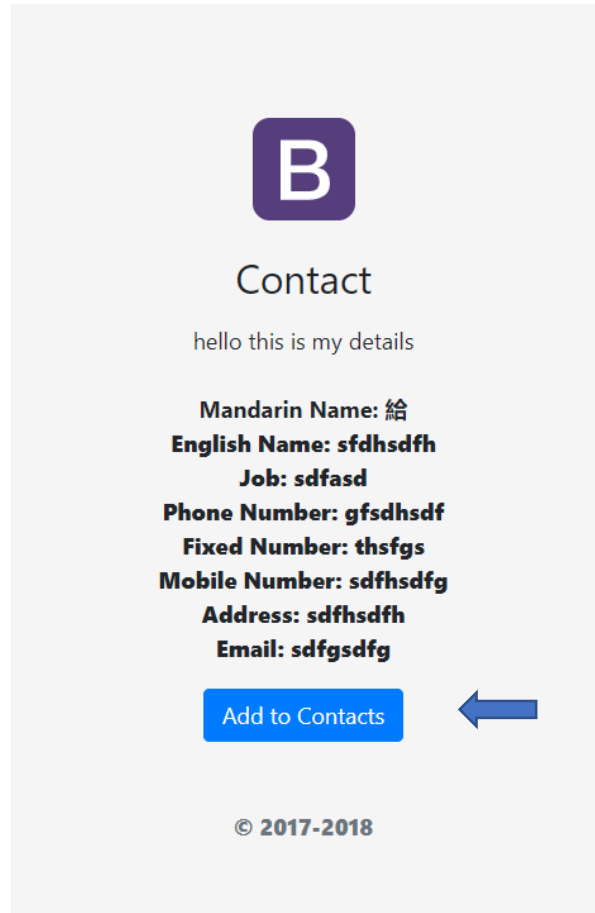 B
Contact
hello this is my details
Mandarin Name: 給
English Name: sfdhsdfh
Job: sdfasd
Phone Number: gfsdhsdf
Fixed Number: thsfgs
Mobile Number: sdfhsdfg
Address: sdfhsdfh
Email: sdfgsdfg
Add to Contacts
© 2017-2018